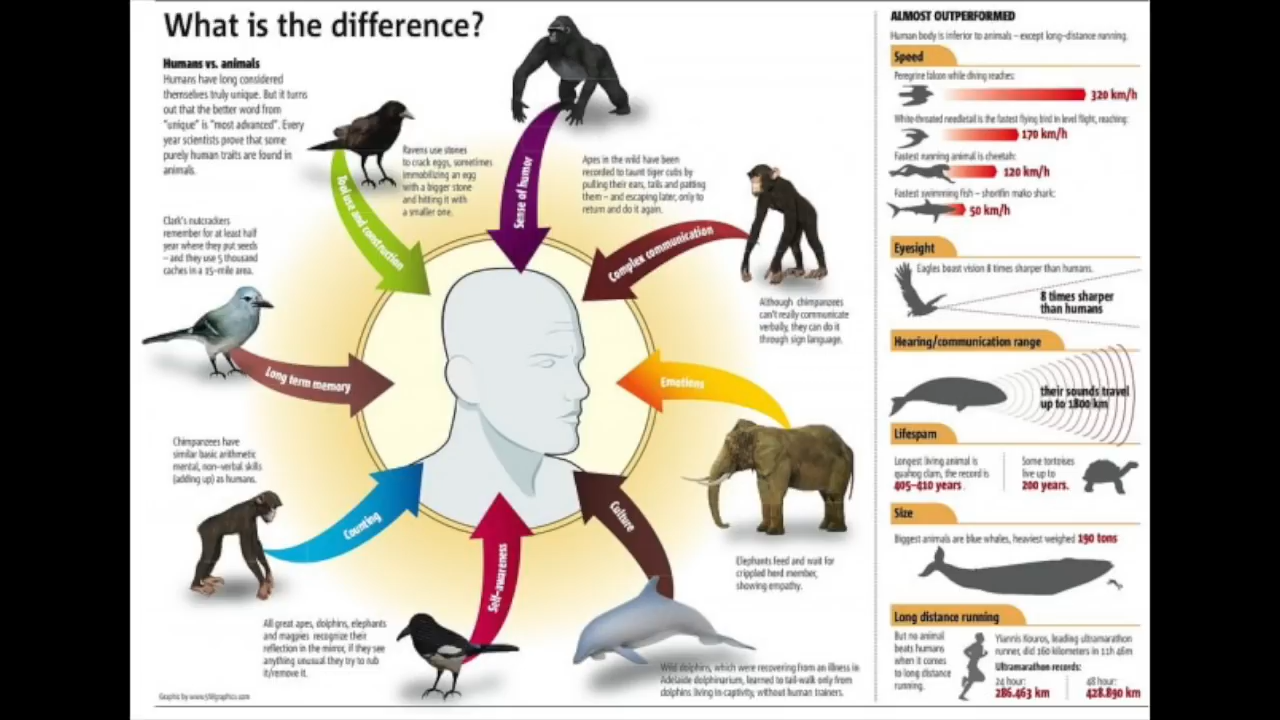 What is the difference?
Humans vs. animals
Humans have long considered
themselves truly unique. But it turns
out that the better word from
"unique" is "most advanced". Every
year scientists prove that some
purely human traits are found in
animals.
Tool use and construction
Ravens use stones
to crack eggs, sometimes
immobilizing an egg
with a bigger stone
and hitting it with
a smaller one.
Sense of humor
Apes in the wild have been
recorded to taunt tiger cubs by
pulling their ears, tails and patting
them – and escaping later, only to
return and do it again.
Complex communication
Although chimpanzees
can't really communicate
verbally, they can do it
through sign language.
Clark's nutcrackers
remember for at least half
year where they put seeds
– and they use 5 thousand
caches in a 15-mile area.
Long term memory
Emotions
Elephants feed and wait for
crippled herd member,
showing empathy.
Chimpanzees have
similar basic arithmetic
mental, non-verbal skills
(adding up) as humans.
Counting
Self-awareness
All great apes, dolphins, elephants
and magpies recognize their
reflection in the mirror, if they see
anything unusual they try to rub
it/remove it.
Culture
Wild dolphins, which were recovering from an illness in
Adelaide dolphinarium, learned to tail-walk only from
dolphins living in captivity, without human trainers.
ALMOST OUTPERFORMED
Human body is inferior to animals – except long-distance running.
Speed
Peregrine falcon while diving reaches:
320 km/h
White-throated needletail is the fastest flying bird in level flight, reaching:
170 km/h
Fastest running animal is cheetah:
120 km/h
Fastest swimming fish – shortfin mako shark:
50 km/h
Eyesight
Eagles boast vision 8 times sharper than humans.
8 times sharper
than humans
Hearing/communication range
their sounds travel
up to 1800 km
Lifespam
Longest living animal is
quahog clam, the record is
405–410 years.
Some tortoises
live up to
200 years.
Size
Biggest animals are blue whales, heaviest weighed 190 tons
Long distance running
But no animal
beats humans
when it comes
to long distance
running.
Yiannis Kouros, leading ultramarathon
runner, did 160 kilometers in 11h 46m
Ultramarathon records:
24 hour:
286.463 km
48 hour:
428.890 km
Graphic by